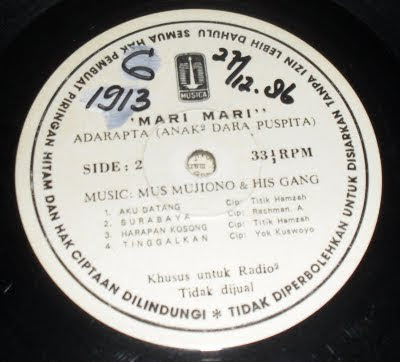 SEMUA HAK PEMBUAT PIRINGAN HITAM DAN HAK CIPTAAN DILINDUNGI * TIDAK DIPERBOLEHKAN UNTUK DISIARKAN TANPA IZIN LEBIH DAHULU
6
1913
27/12.86
MUSICA
"MARI MARI"
ADARAPTA (ANAK² DARA PUSPITA)
SIDE: 2
33⅓ RPM
MUSIC: MUS MUJIONO & HIS GANG
1. AKU DATANG Cip: Titik Hamzah
2. SURABAYA Cip: Rachman. A
3. HARAPAN KOSONG Cip: Titik Hamzah
4. TINGGALKAN Cip: Yok Kuswoyo
Khusus untuk Radio²
Tidak dijual